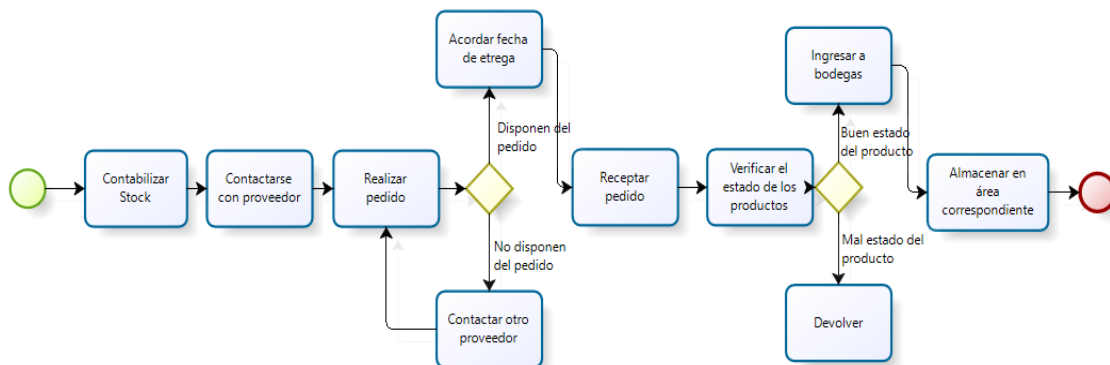 Acordar fecha
de etrega
Ingresar a
bodegas
Disponen del
pedido
Buen estado
del producto
Contabilizar
Stock
Contactarse
con proveedor
Realizar
pedido
Receptar
pedido
Verificar el
estado de los
productos
Almacenar en
área
correspondiente
No disponen
del pedido
Mal estado del
producto
Contactar otro
proveedor
Devolver